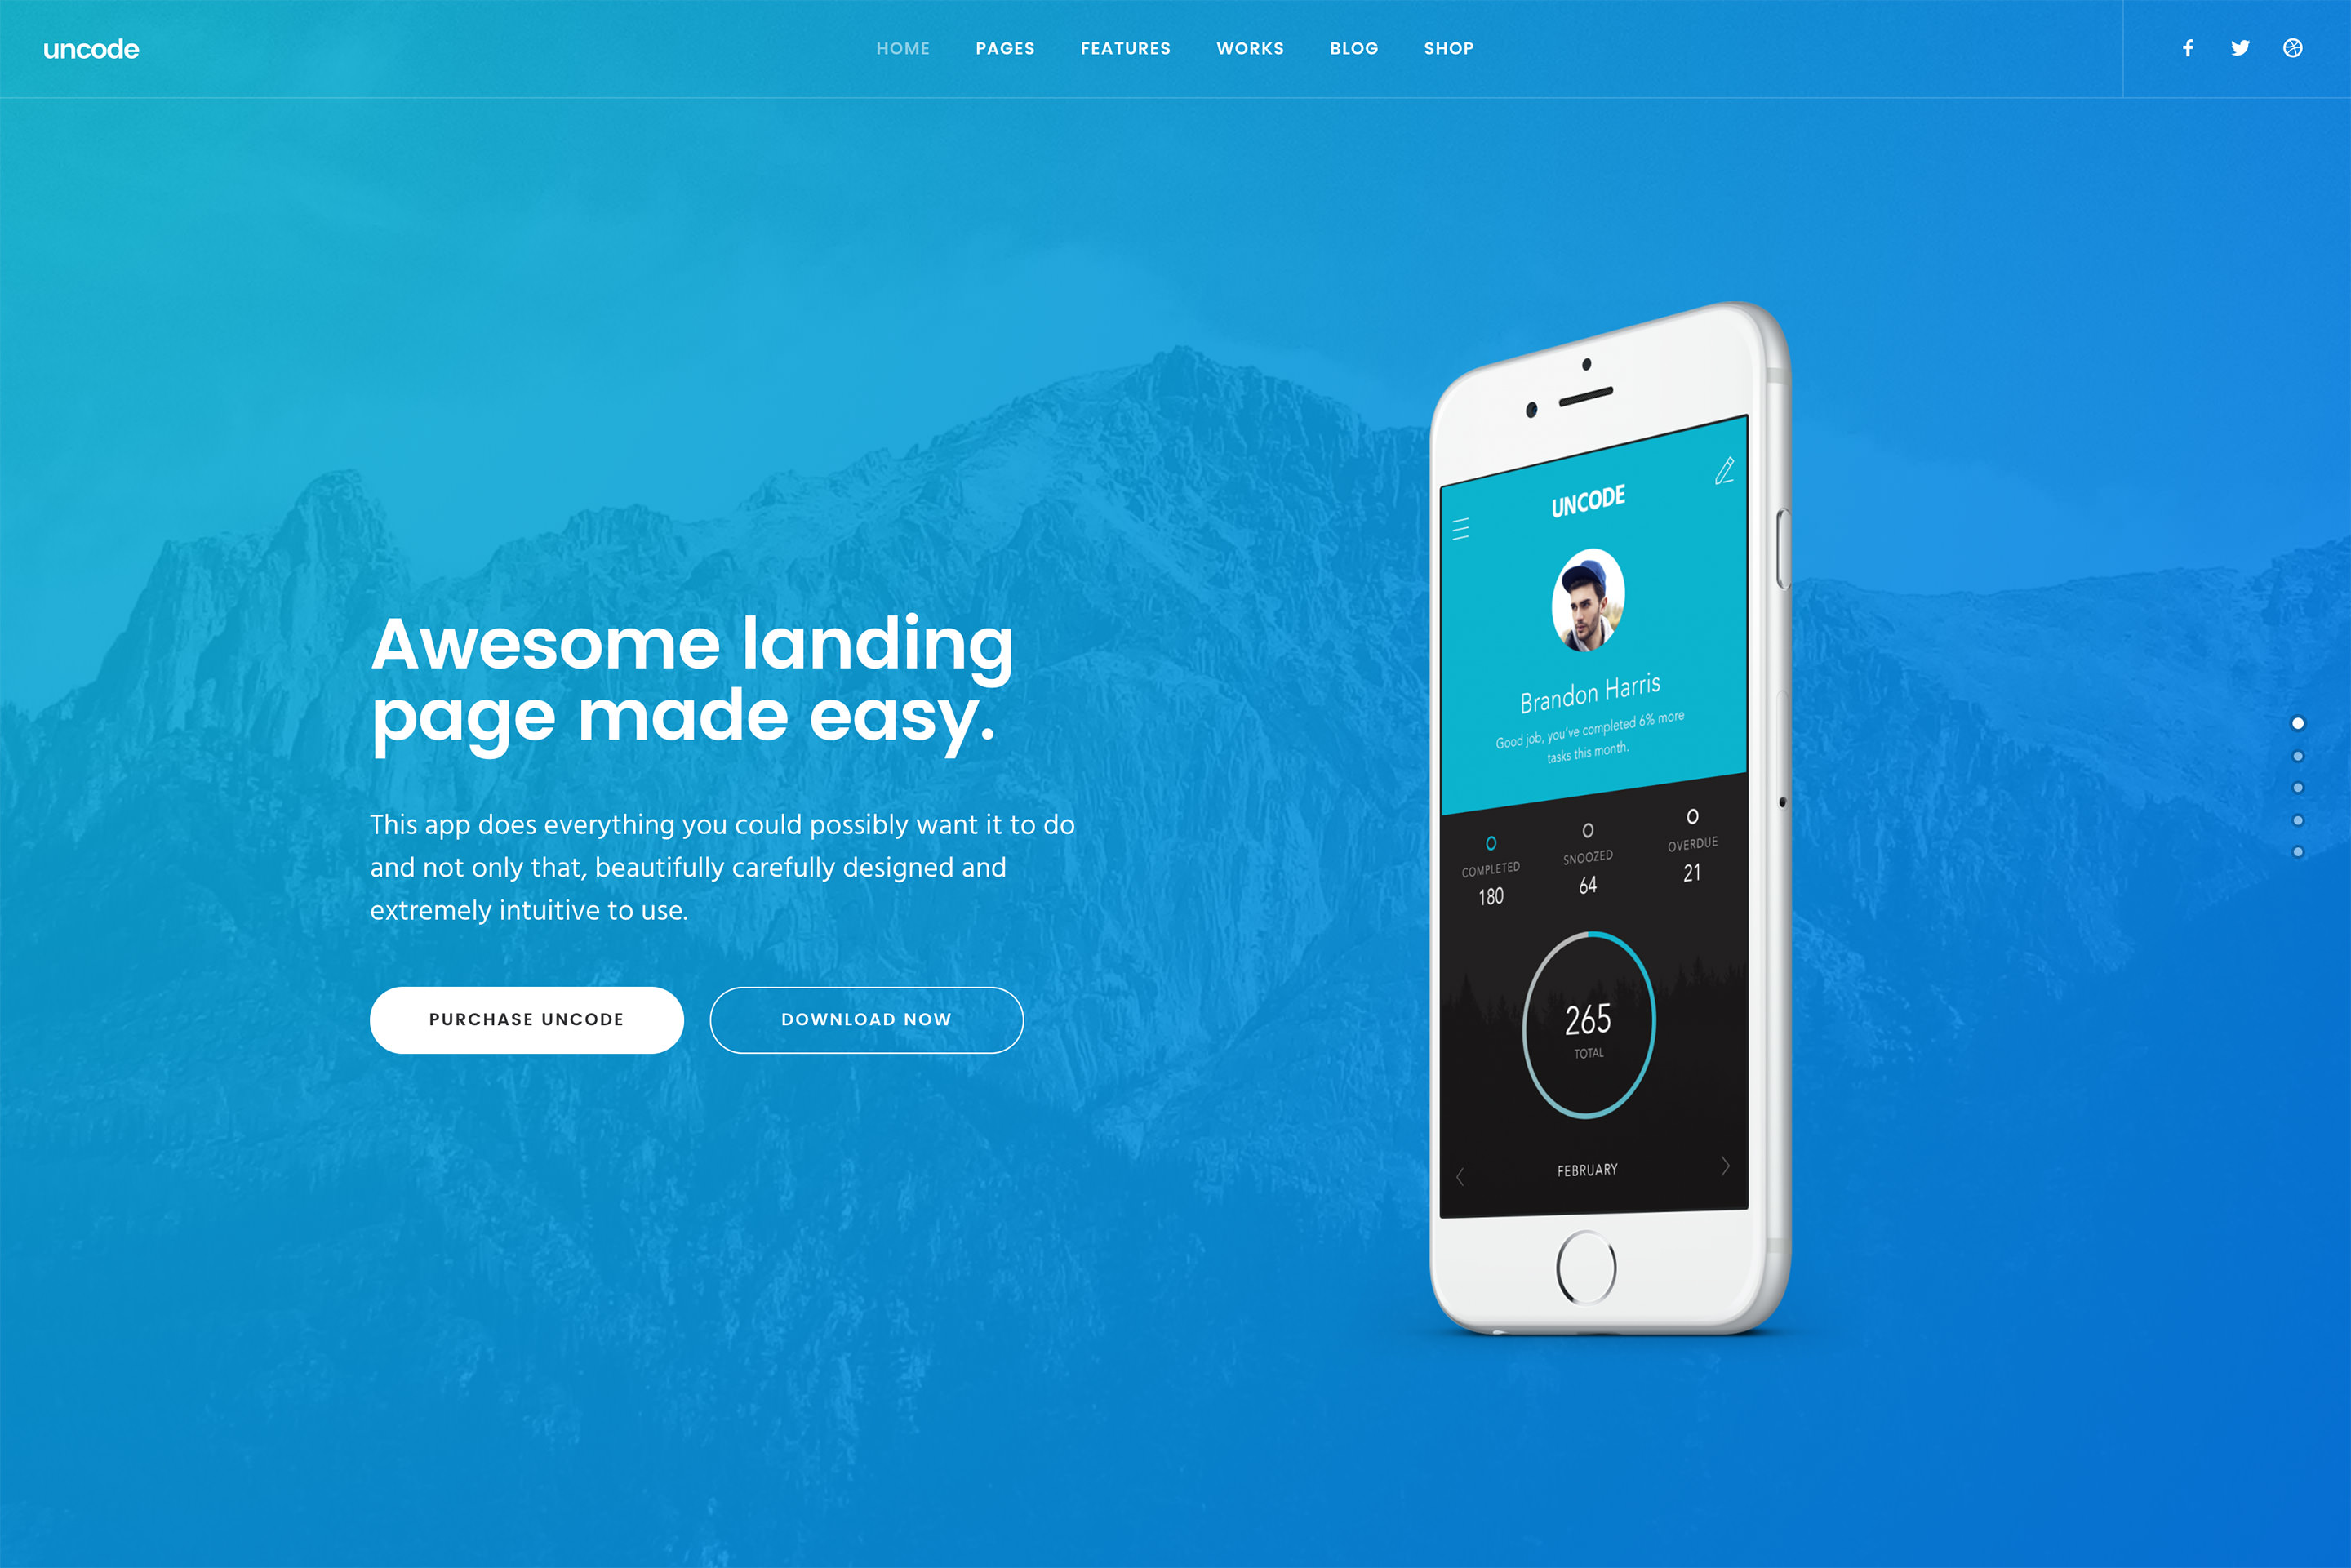 uncode
HOME PAGES FEATURES WORKS BLOG SHOP
Awesome landing
page made easy.
This app does everything you could possibly want it to do
and not only that, beautifully carefully designed and
extremely intuitive to use.
PURCHASE UNCODE
DOWNLOAD NOW
UNCODE
Brandon Harris
Good job, you've completed 6% more
tasks this month.
COMPLETED SNOOZED OVERDUE
180 64 21
265
TOTAL
FEBRUARY